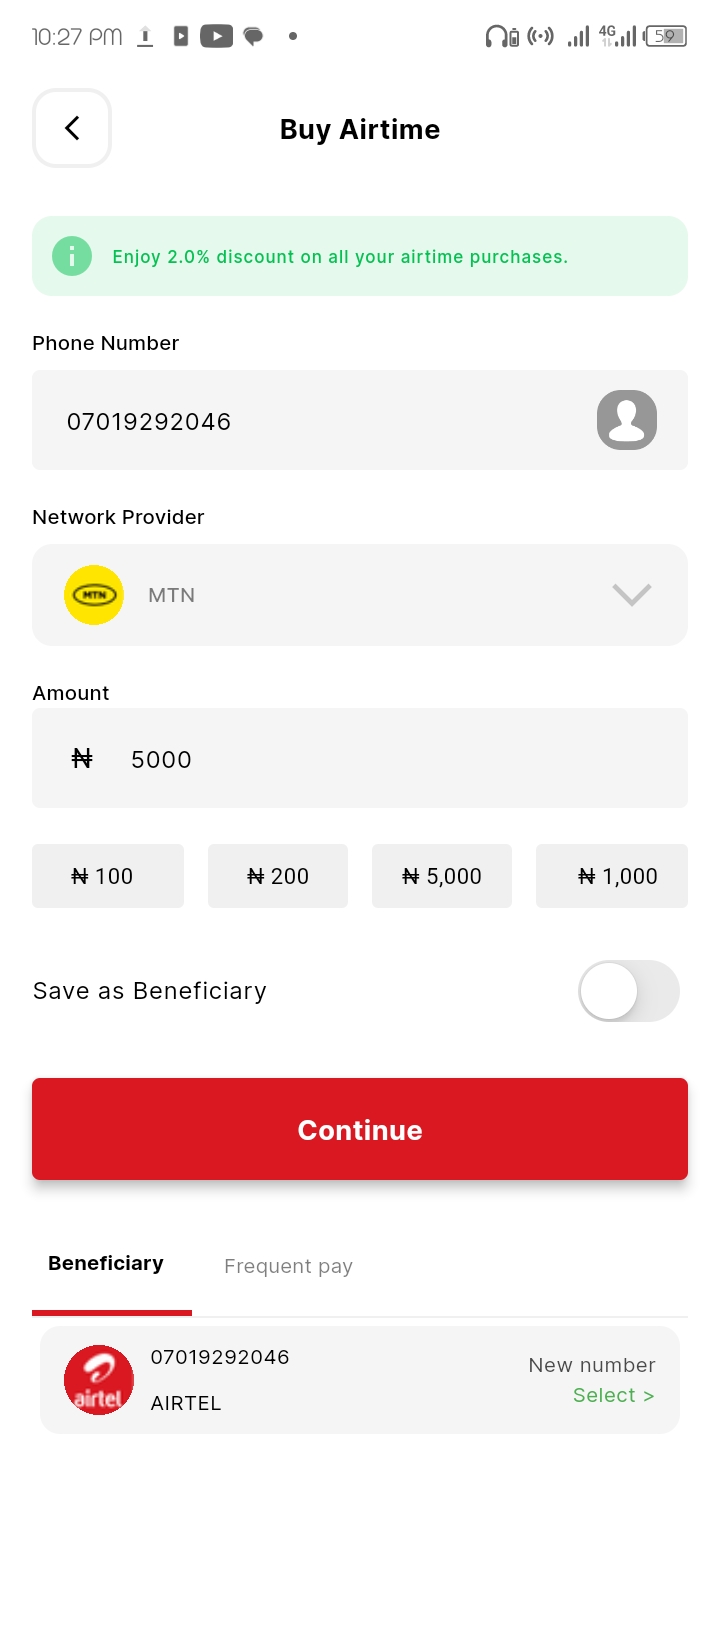 10:27 PM
4G
59
Buy Airtime
Enjoy 2.0% discount on all your airtime purchases.
Phone Number
07019292046
Network Provider
MTN
MTN
Amount
₦ 5000
₦ 100
₦ 200
₦ 5,000
₦ 1,000
Save as Beneficiary
Continue
Beneficiary
Frequent pay
07019292046
New number
airtel
AIRTEL
Select >